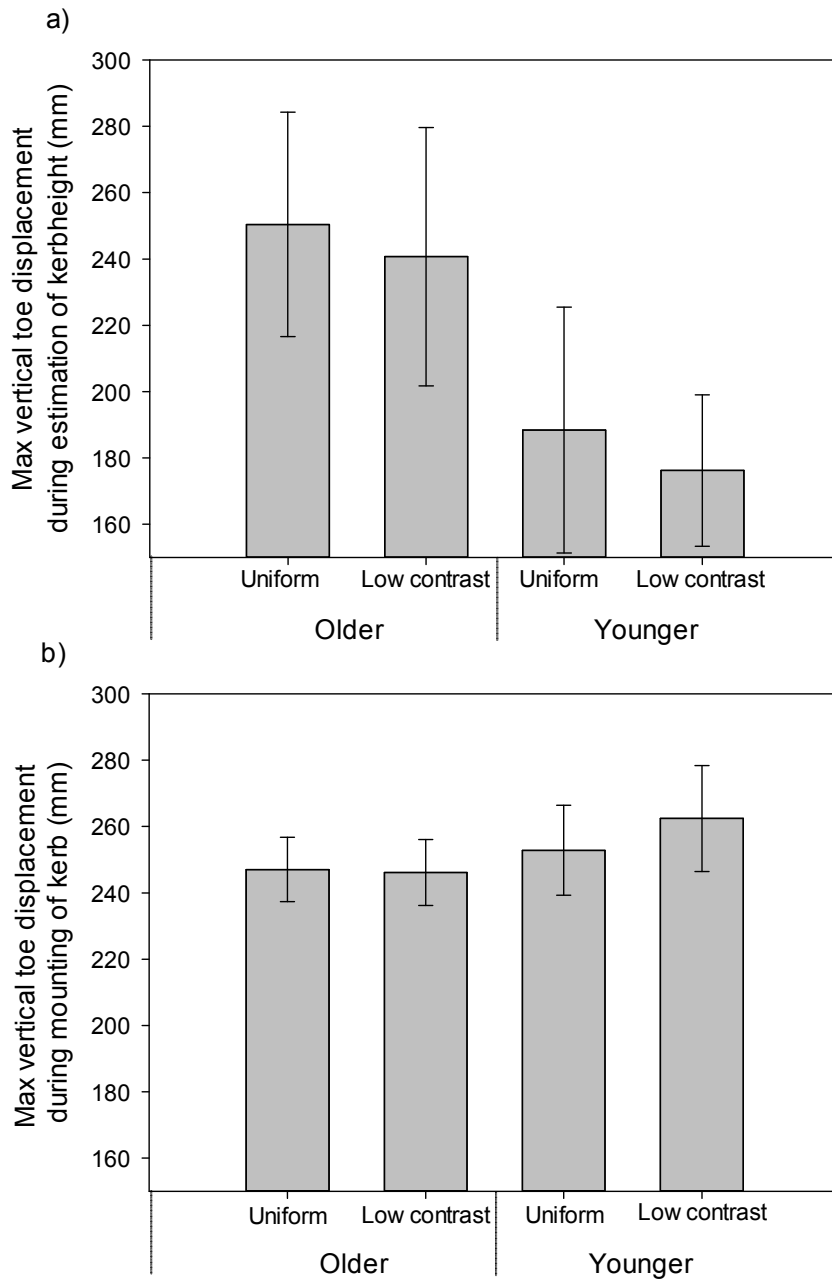 a)
Max vertical toe displacement
during estimation of kerbheight (mm)
300
280
260
240
220
200
180
160
Uniform
Low contrast
Uniform
Low contrast
Older
Younger
b)
Max vertical toe displacement
during mounting of kerb (mm)
300
280
260
240
220
200
180
160
Uniform
Low contrast
Uniform
Low contrast
Older
Younger